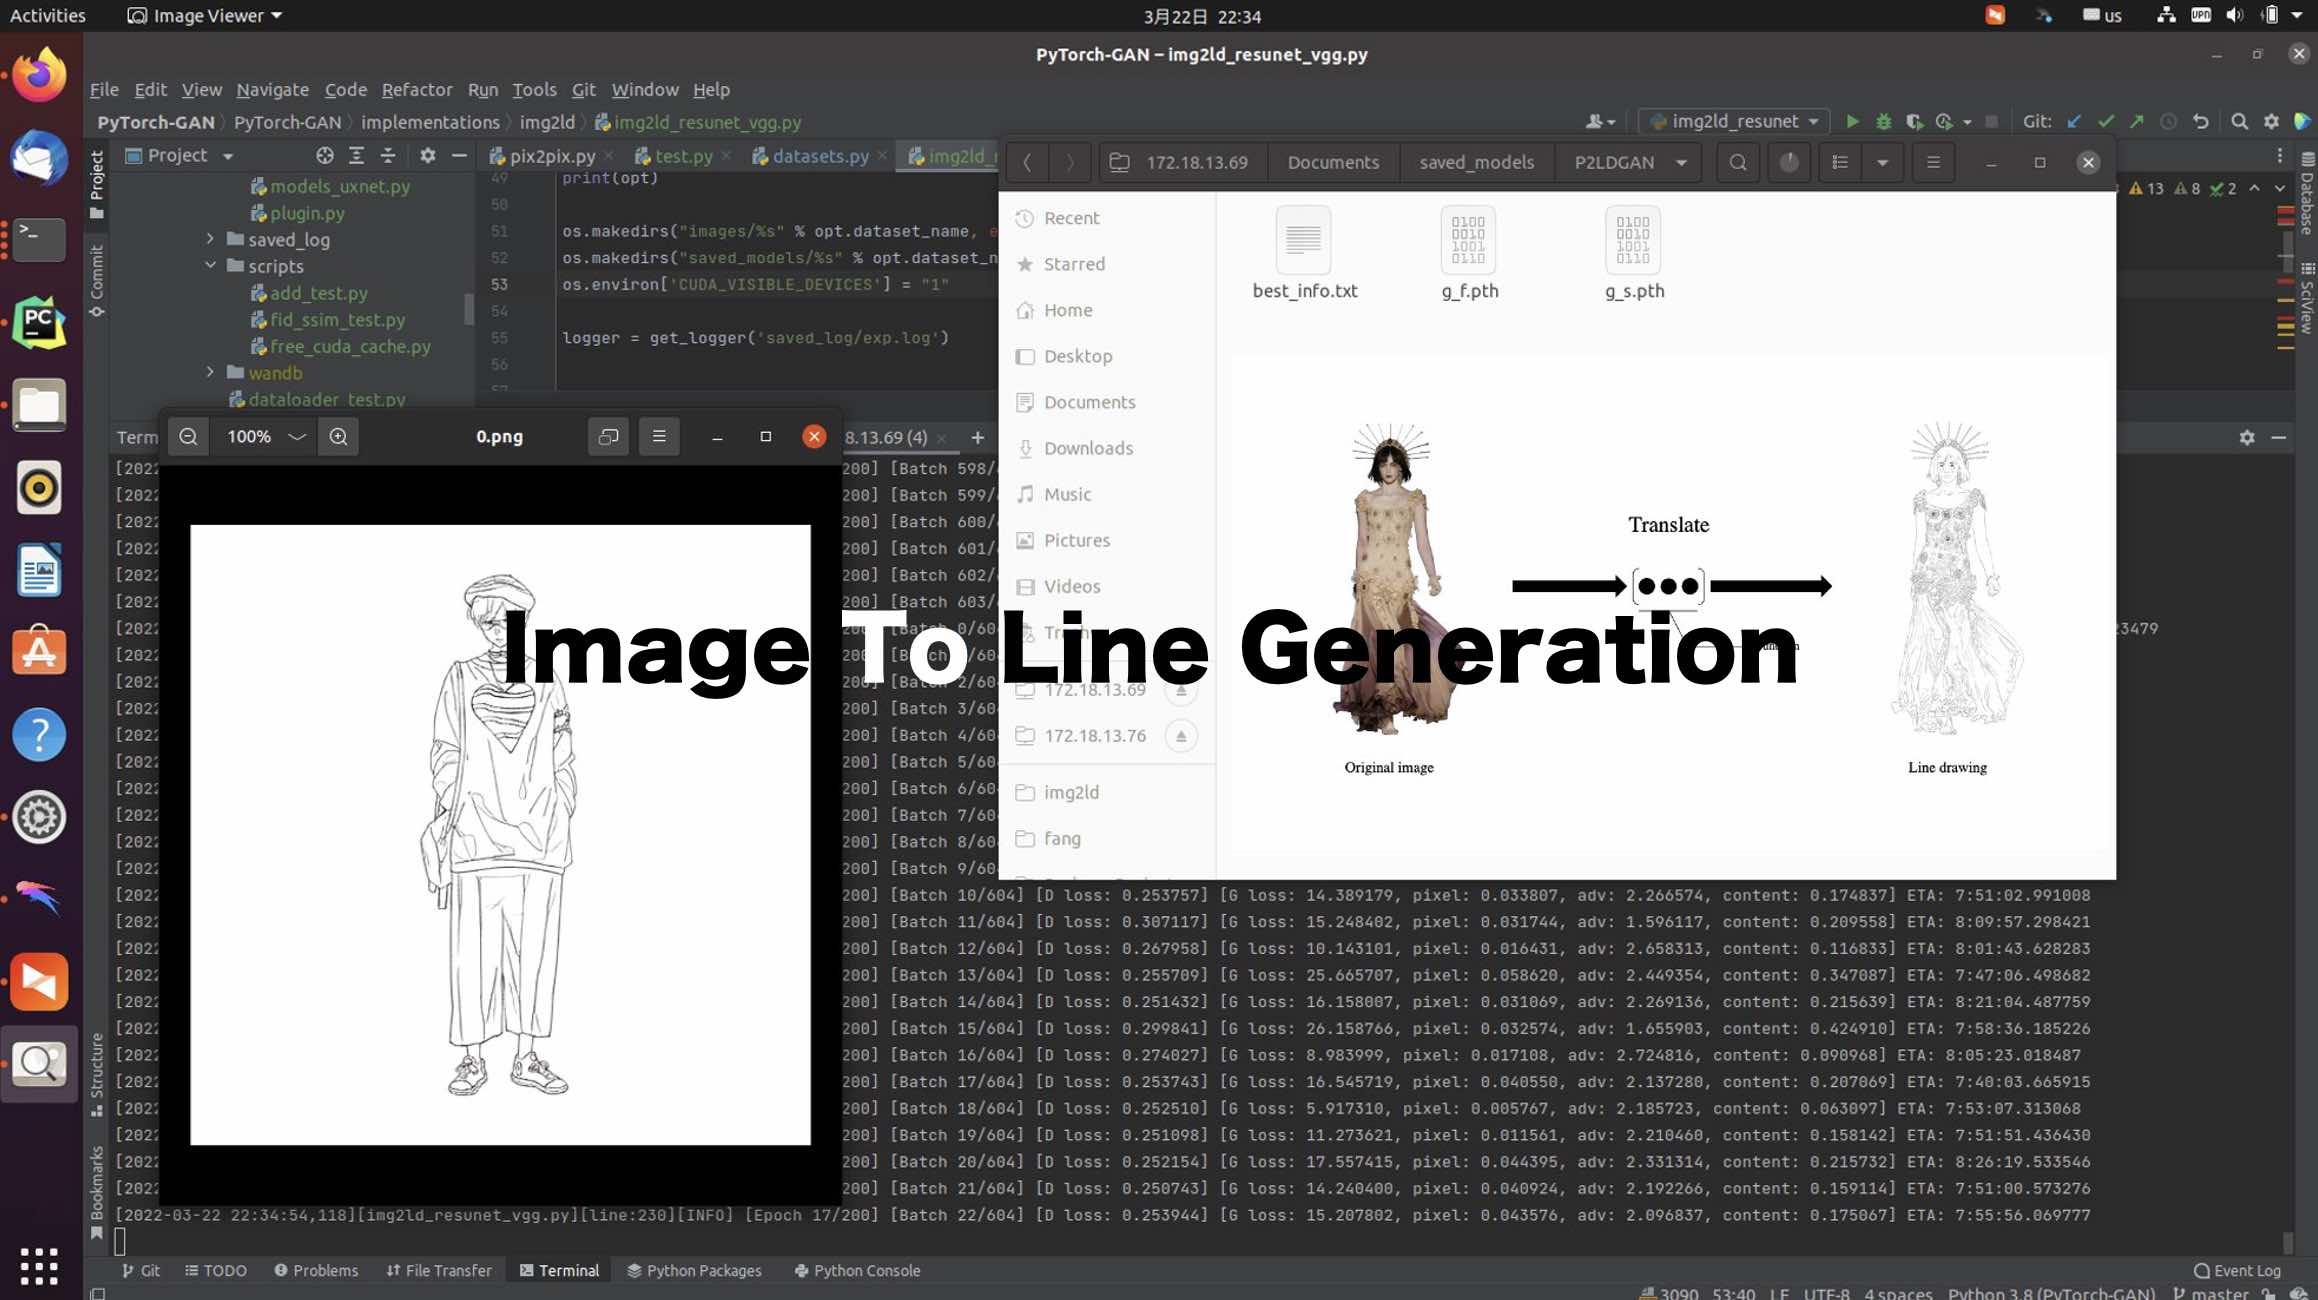 Activities Image Viewer 3月22日 22:34 us VPN
PyTorch-GAN – img2ld_resunet_vgg.py
File Edit View Navigate Code Refactor Run Tools Git Window Help
PyTorch-GAN PyTorch-GAN implementations img2ld img2ld_resunet_vgg.py img2ld_resunet Git:
Project pix2pix.py test.py datasets.py img2ld_
Project
Commit
Structure
Bookmarks
Database
SciView
13 8 2
models_uxnet.py
plugin.py
saved_log
scripts
add_test.py
fid_ssim_test.py
free_cuda_cache.py
wandb
dataloader_test.py
49 print(opt)
50
51 os.makedirs("images/%s" % opt.dataset_name, e
52 os.makedirs("saved_models/%s" % opt.dataset_n
53 os.environ['CUDA_VISIBLE_DEVICES'] = "1"
54
55 logger = get_logger('saved_log/exp.log')
56
172.18.13.69 Documents saved_models P2LDGAN
Recent
Starred
Home
Desktop
Documents
Downloads
Music
Pictures
Videos
172.18.13.69
172.18.13.76
img2ld
fang
best_info.txt g_f.pth g_s.pth
Translate
Original image
Line drawing
100% 0.png
Term 8.13.69 (4)
Image To Line Generation
[2022 200] [Batch 598/
[2022 200] [Batch 599/
[2022 200] [Batch 600/
[2022 200] [Batch 601/
[2022 200] [Batch 602/
[2022 200] [Batch 603/
[2022 200] [Batch 0/60 23479
[2022
[2022 200] [Batch 2/60
[2022 200] [Batch 3/60
[2022 200] [Batch 4/60
[2022 200] [Batch 5/60
[2022 200] [Batch 6/60
[2022 200] [Batch 7/60
[2022 200] [Batch 8/60
[2022 200] [Batch 9/60
[2022 200] [Batch 10/604] [D loss: 0.253757] [G loss: 14.389179, pixel: 0.033807, adv: 2.266574, content: 0.174837] ETA: 7:51:02.991008
[2022 200] [Batch 11/604] [D loss: 0.307117] [G loss: 15.248402, pixel: 0.031744, adv: 1.596117, content: 0.209558] ETA: 8:09:57.298421
[2022 200] [Batch 12/604] [D loss: 0.267958] [G loss: 10.143101, pixel: 0.016431, adv: 2.658313, content: 0.116833] ETA: 8:01:43.628283
[2022 200] [Batch 13/604] [D loss: 0.255709] [G loss: 25.665707, pixel: 0.058620, adv: 2.449354, content: 0.347087] ETA: 7:47:06.498682
[2022 200] [Batch 14/604] [D loss: 0.251432] [G loss: 16.158007, pixel: 0.031069, adv: 2.269136, content: 0.215639] ETA: 8:21:04.487759
[2022 200] [Batch 15/604] [D loss: 0.299841] [G loss: 26.158766, pixel: 0.032574, adv: 1.655903, content: 0.424910] ETA: 7:58:36.185226
[2022 200] [Batch 16/604] [D loss: 0.274027] [G loss: 8.983999, pixel: 0.017108, adv: 2.724816, content: 0.090968] ETA: 8:05:23.018487
[2022 200] [Batch 17/604] [D loss: 0.253743] [G loss: 16.545719, pixel: 0.040550, adv: 2.137280, content: 0.207069] ETA: 7:40:03.665915
[2022 200] [Batch 18/604] [D loss: 0.252510] [G loss: 5.917310, pixel: 0.005767, adv: 2.185723, content: 0.063097] ETA: 7:53:07.313068
[2022 200] [Batch 19/604] [D loss: 0.251098] [G loss: 11.273621, pixel: 0.011561, adv: 2.210460, content: 0.158142] ETA: 7:51:51.436430
[2022 200] [Batch 20/604] [D loss: 0.252154] [G loss: 17.557415, pixel: 0.044395, adv: 2.331314, content: 0.215732] ETA: 8:26:19.533546
[2022 200] [Batch 21/604] [D loss: 0.250743] [G loss: 14.240400, pixel: 0.040924, adv: 2.192266, content: 0.159114] ETA: 7:51:00.573276
[2022-03-22 22:34:54,118][img2ld_resunet_vgg.py][line:230][INFO] [Epoch 17/200] [Batch 22/604] [D loss: 0.253944] [G loss: 15.207802, pixel: 0.043576, adv: 2.096837, content: 0.175067] ETA: 7:55:56.069777
Git TODO Problems File Transfer Terminal Python Packages Python Console Event Log
3090 53:40 LF UTF-8 4 spaces Python 3.8 (PyTorch-GAN) master